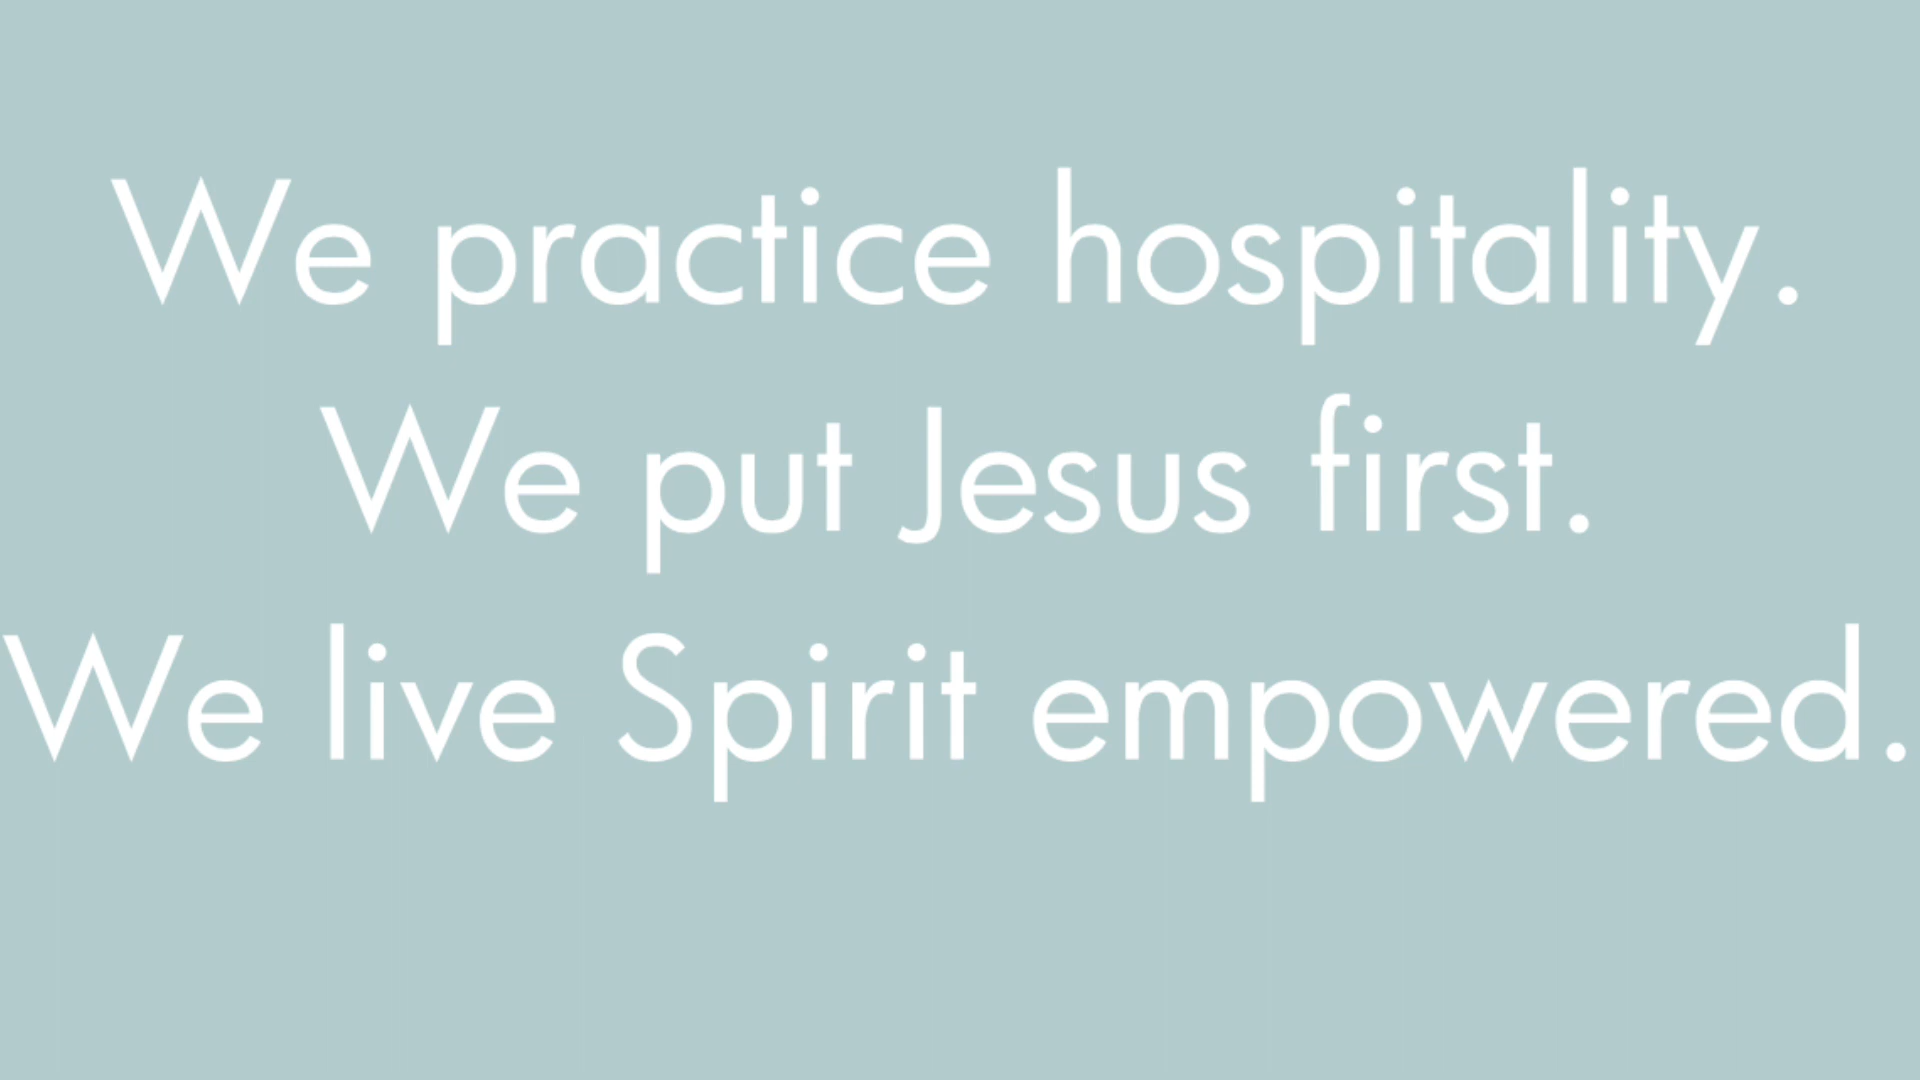 We practice hospitality.
We put Jesus first.
We live Spirit empowered.